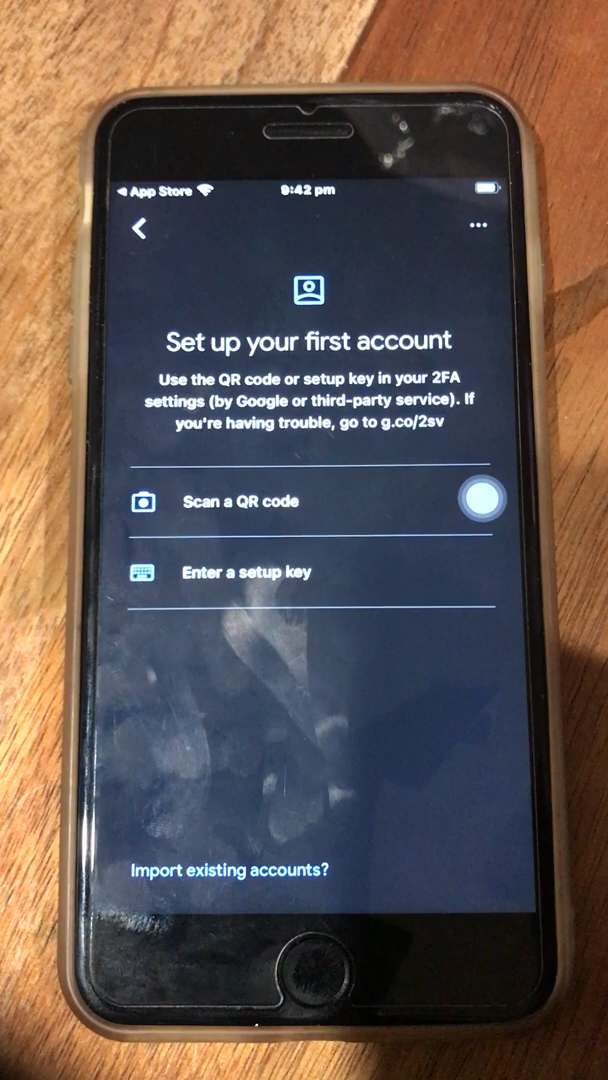 App Store
9:42 pm
Set up your first account
Use the QR code or setup key in your 2FA
settings (by Google or third-party service). If
you're having trouble, go to g.co/2sv
Scan a QR code
Enter a setup key
Import existing accounts?